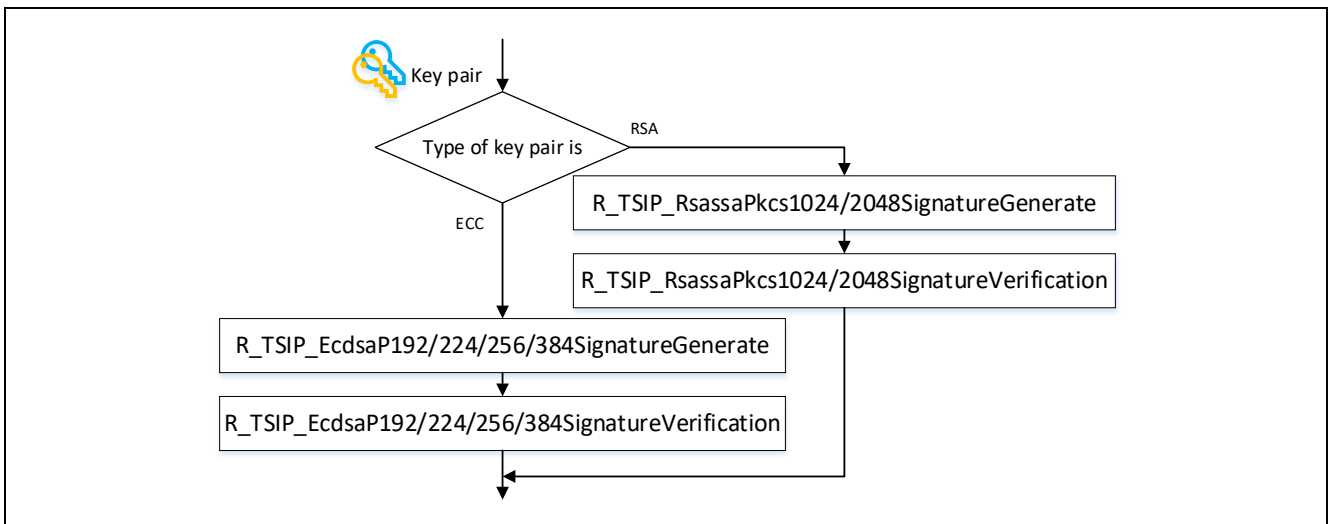 Key pair
Type of key pair is
RSA
R_TSIP_RsassaPkcs1024/2048SignatureGenerate
ECC
R_TSIP_RsassaPkcs1024/2048SignatureVerification
R_TSIP_EcdsaP192/224/256/384SignatureGenerate
R_TSIP_EcdsaP192/224/256/384SignatureVerification